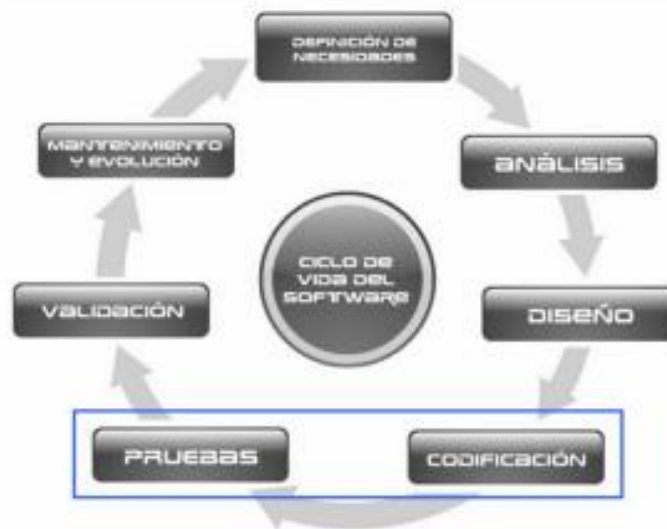 DEFINICIÓN DE
NECESIDADES
ANÁLISIS
DISEÑO
CODIFICACIÓN
PRUEBAS
VALIDACIÓN
MANTENIMIENTO
Y EVOLUCIÓN
CICLO DE
VIDA DEL
SOFTWARE